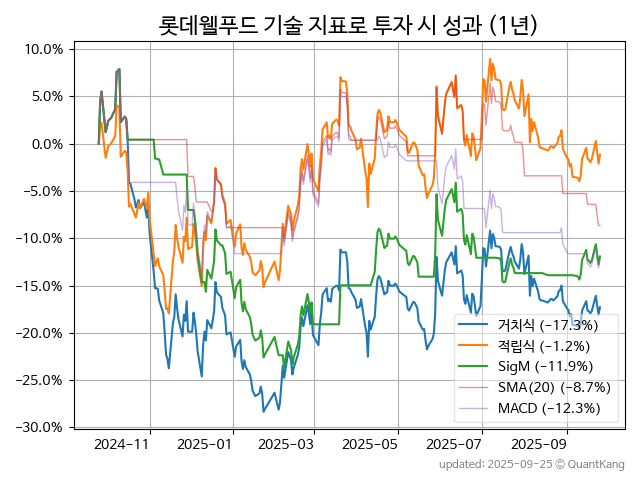 롯데웰푸드 기술 지표로 투자 시 성과 (1년)
10.0%
5.0%
0.0%
−5.0%
−10.0%
−15.0%
−20.0%
−25.0%
−30.0%
거치식 (−17.3%)
적립식 (−1.2%)
SigM (−11.9%)
SMA(20) (−8.7%)
MACD (−12.3%)
2024-11
2025-01
2025-03
2025-05
2025-07
2025-09
updated: 2025-09-25 © QuantKang